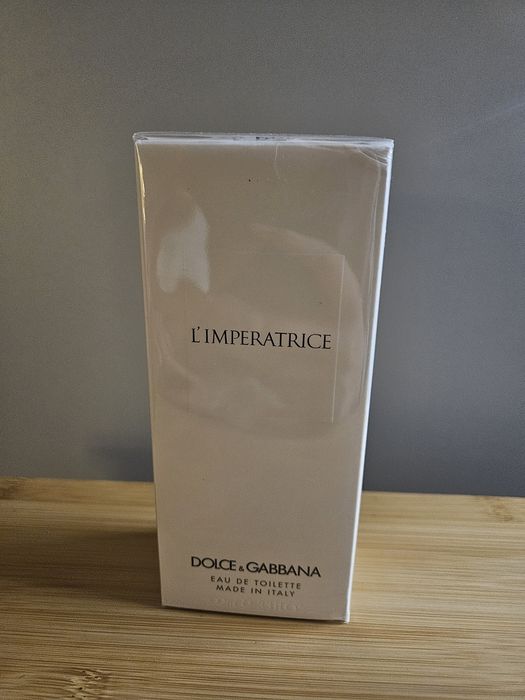 L'IMPERATRICE
DOLCE & GABBANA
EAU DE TOILETTE
MADE IN ITALY